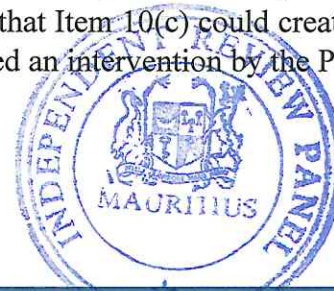 that Item 10(c) could creat
ed an intervention by the P
INDEPENDENT REVIEW PANEL
MAURITIUS